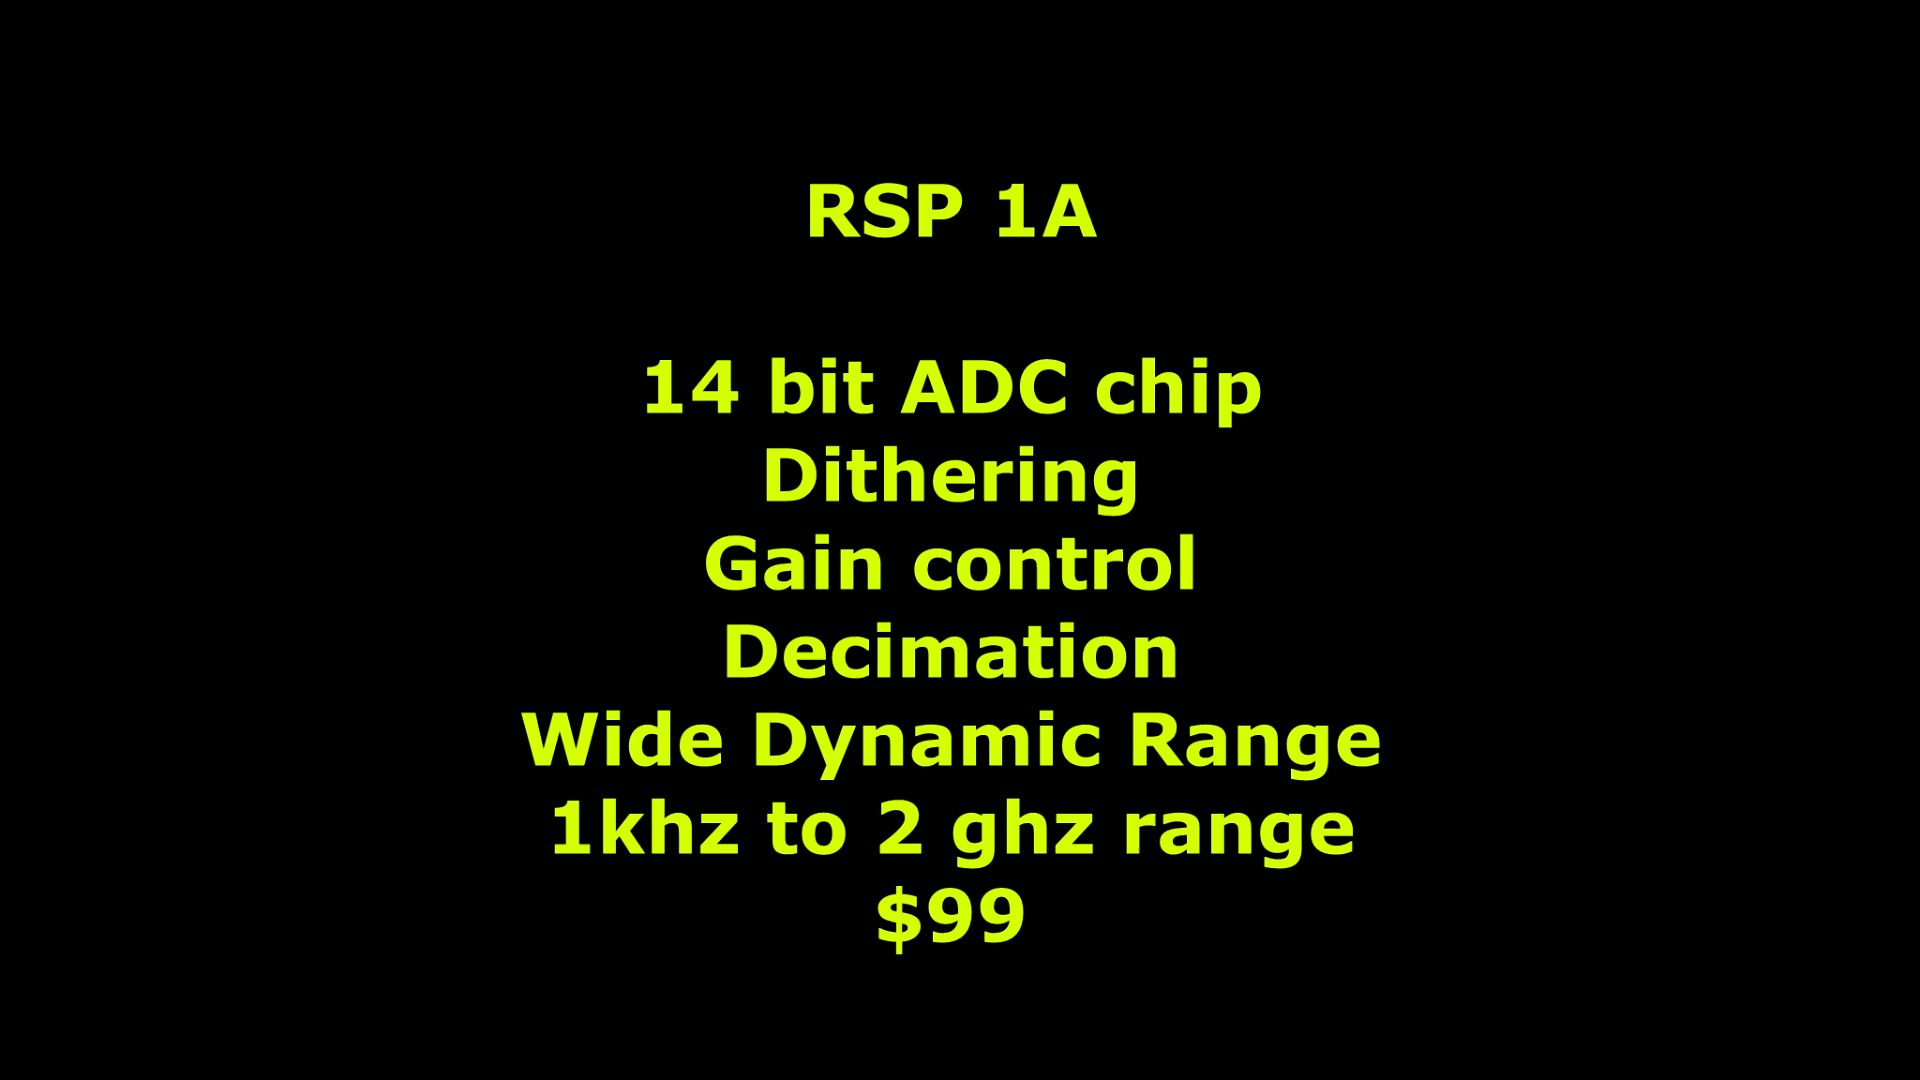 RSP 1A
14 bit ADC chip
Dithering
Gain control
Decimation
Wide Dynamic Range
1khz to 2 ghz range
$99